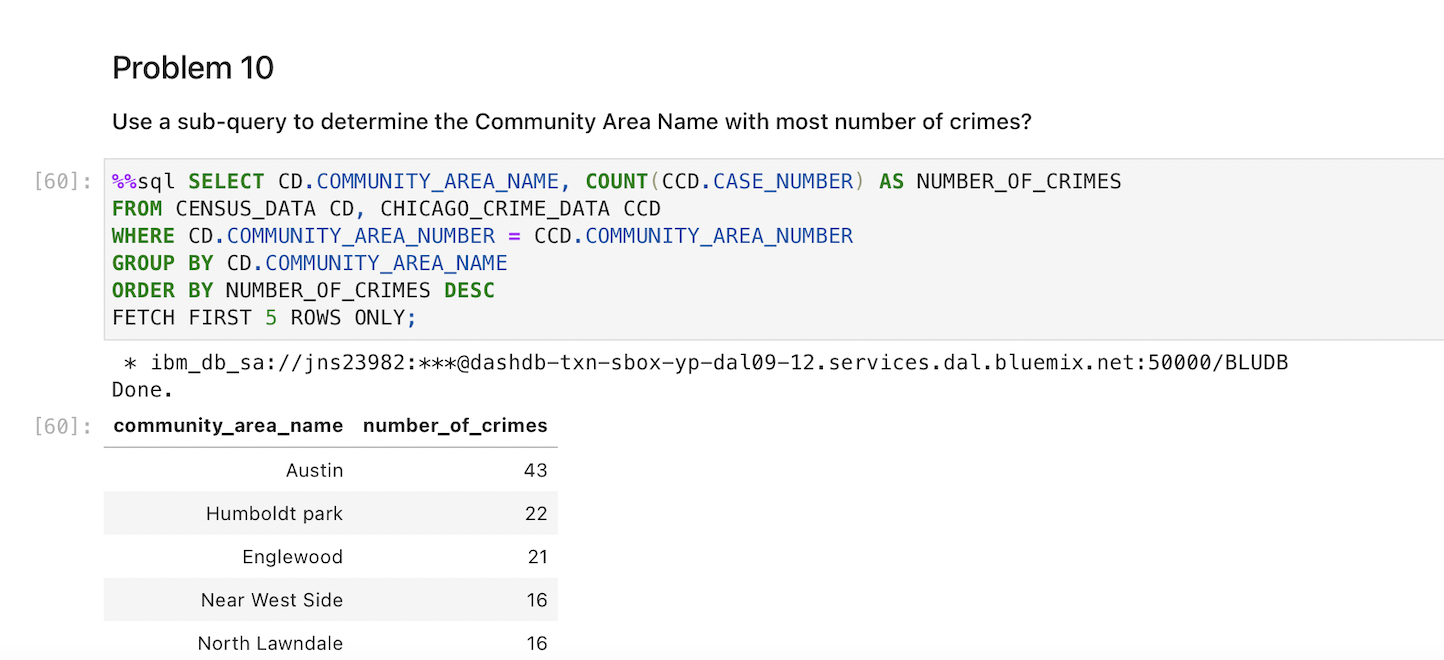 Problem 10
Use a sub-query to determine the Community Area Name with most number of crimes?
[60]: %%sql SELECT CD.COMMUNITY_AREA_NAME, COUNT(CCD.CASE_NUMBER) AS NUMBER_OF_CRIMES
FROM CENSUS_DATA CD, CHICAGO_CRIME_DATA CCD
WHERE CD.COMMUNITY_AREA_NUMBER = CCD.COMMUNITY_AREA_NUMBER
GROUP BY CD.COMMUNITY_AREA_NAME
ORDER BY NUMBER_OF_CRIMES DESC
FETCH FIRST 5 ROWS ONLY;
* ibm_db_sa://jns23982:***@dashdb-txn-sbox-yp-dal09-12.services.dal.bluemix.net:50000/BLUDB
Done.
[60]: community_area_name number_of_crimes
Austin 43
Humboldt park 22
Englewood 21
Near West Side 16
North Lawndale 16